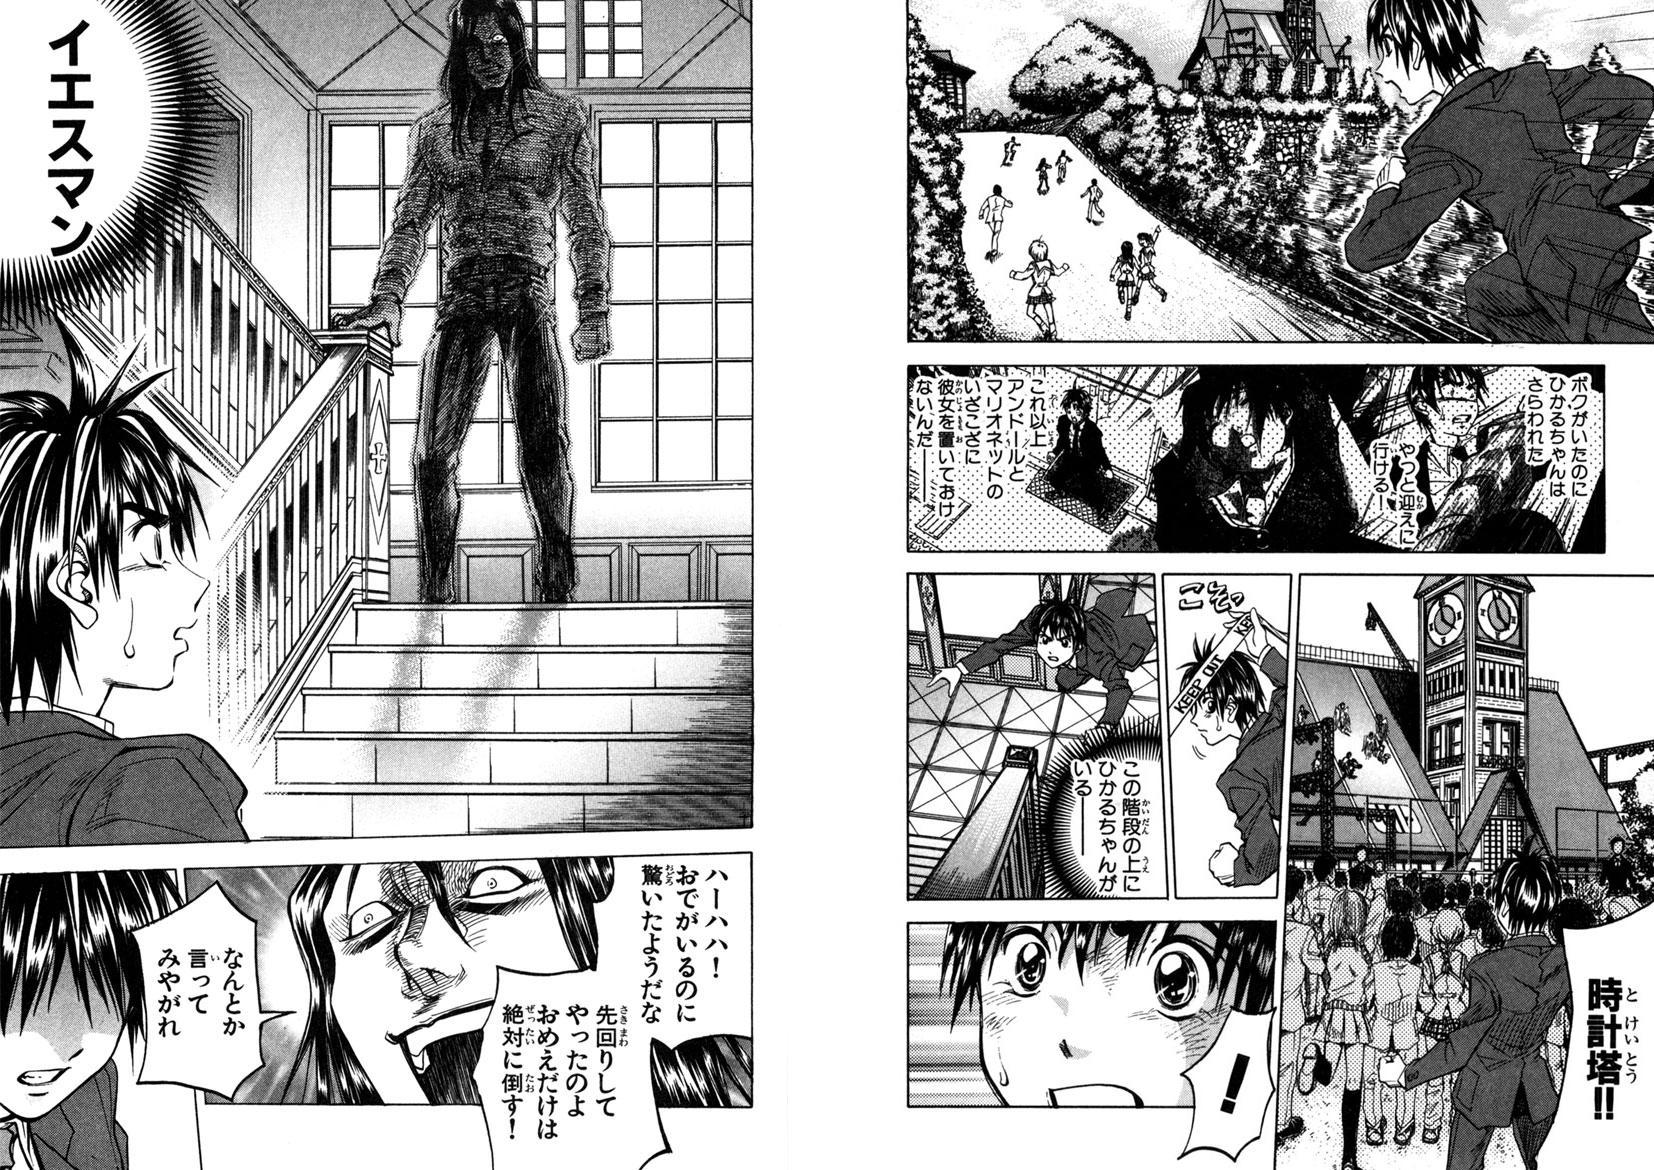 ボクがいたのに
ひかるちゃんは
さらわれた
やつと迎えに
行ける!
これ以上
アンドールと
マリオネットの
いざこざに
彼女を置いておけ
ないんだ——
時計塔!!
こそっ
KEEP OUT
KE
この階段の上に
ひかるちゃんが
いる——
!
イエスマン
ハーハハ!
おでがいるのに
驚いたようだな
先回りして
やったのよ
おめえだけは
絶対に倒す!
なんとか
言って
みやがれ